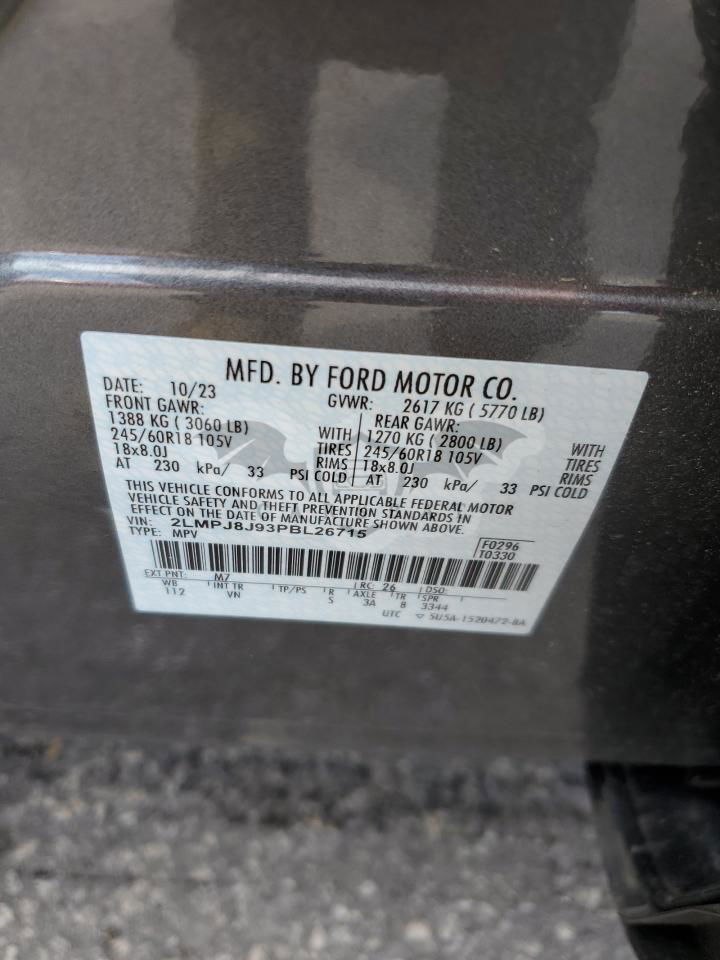 MFD. BY FORD MOTOR CO.
DATE: 10/23 GVWR: 2617 KG ( 5770 LB)
FRONT GAWR: REAR GAWR:
1388 KG ( 3060 LB) WITH 1270 KG ( 2800 LB) WITH
245/60R18 105V TIRES 245/60R18 105V TIRES
18x8.0J RIMS 18x8.0J RIMS
AT 230 kPa/ 33 PSI COLD AT 230 kPa/ 33 PSI COLD
THIS VEHICLE CONFORMS TO ALL APPLICABLE FEDERAL MOTOR
VEHICLE SAFETY AND THEFT PREVENTION STANDARDS IN
EFFECT ON THE DATE OF MANUFACTURE SHOWN ABOVE.
VIN: 2LMPJ8J93PBL26715 F0296
TYPE: MPV T0330
EXT PNT: M7 RC: 26 DSO:
WB INT TR TP/PS R AXLE TR SPR
112 VN S 3A 8 3344
UTC ▽ 5U5A-1520472-8A